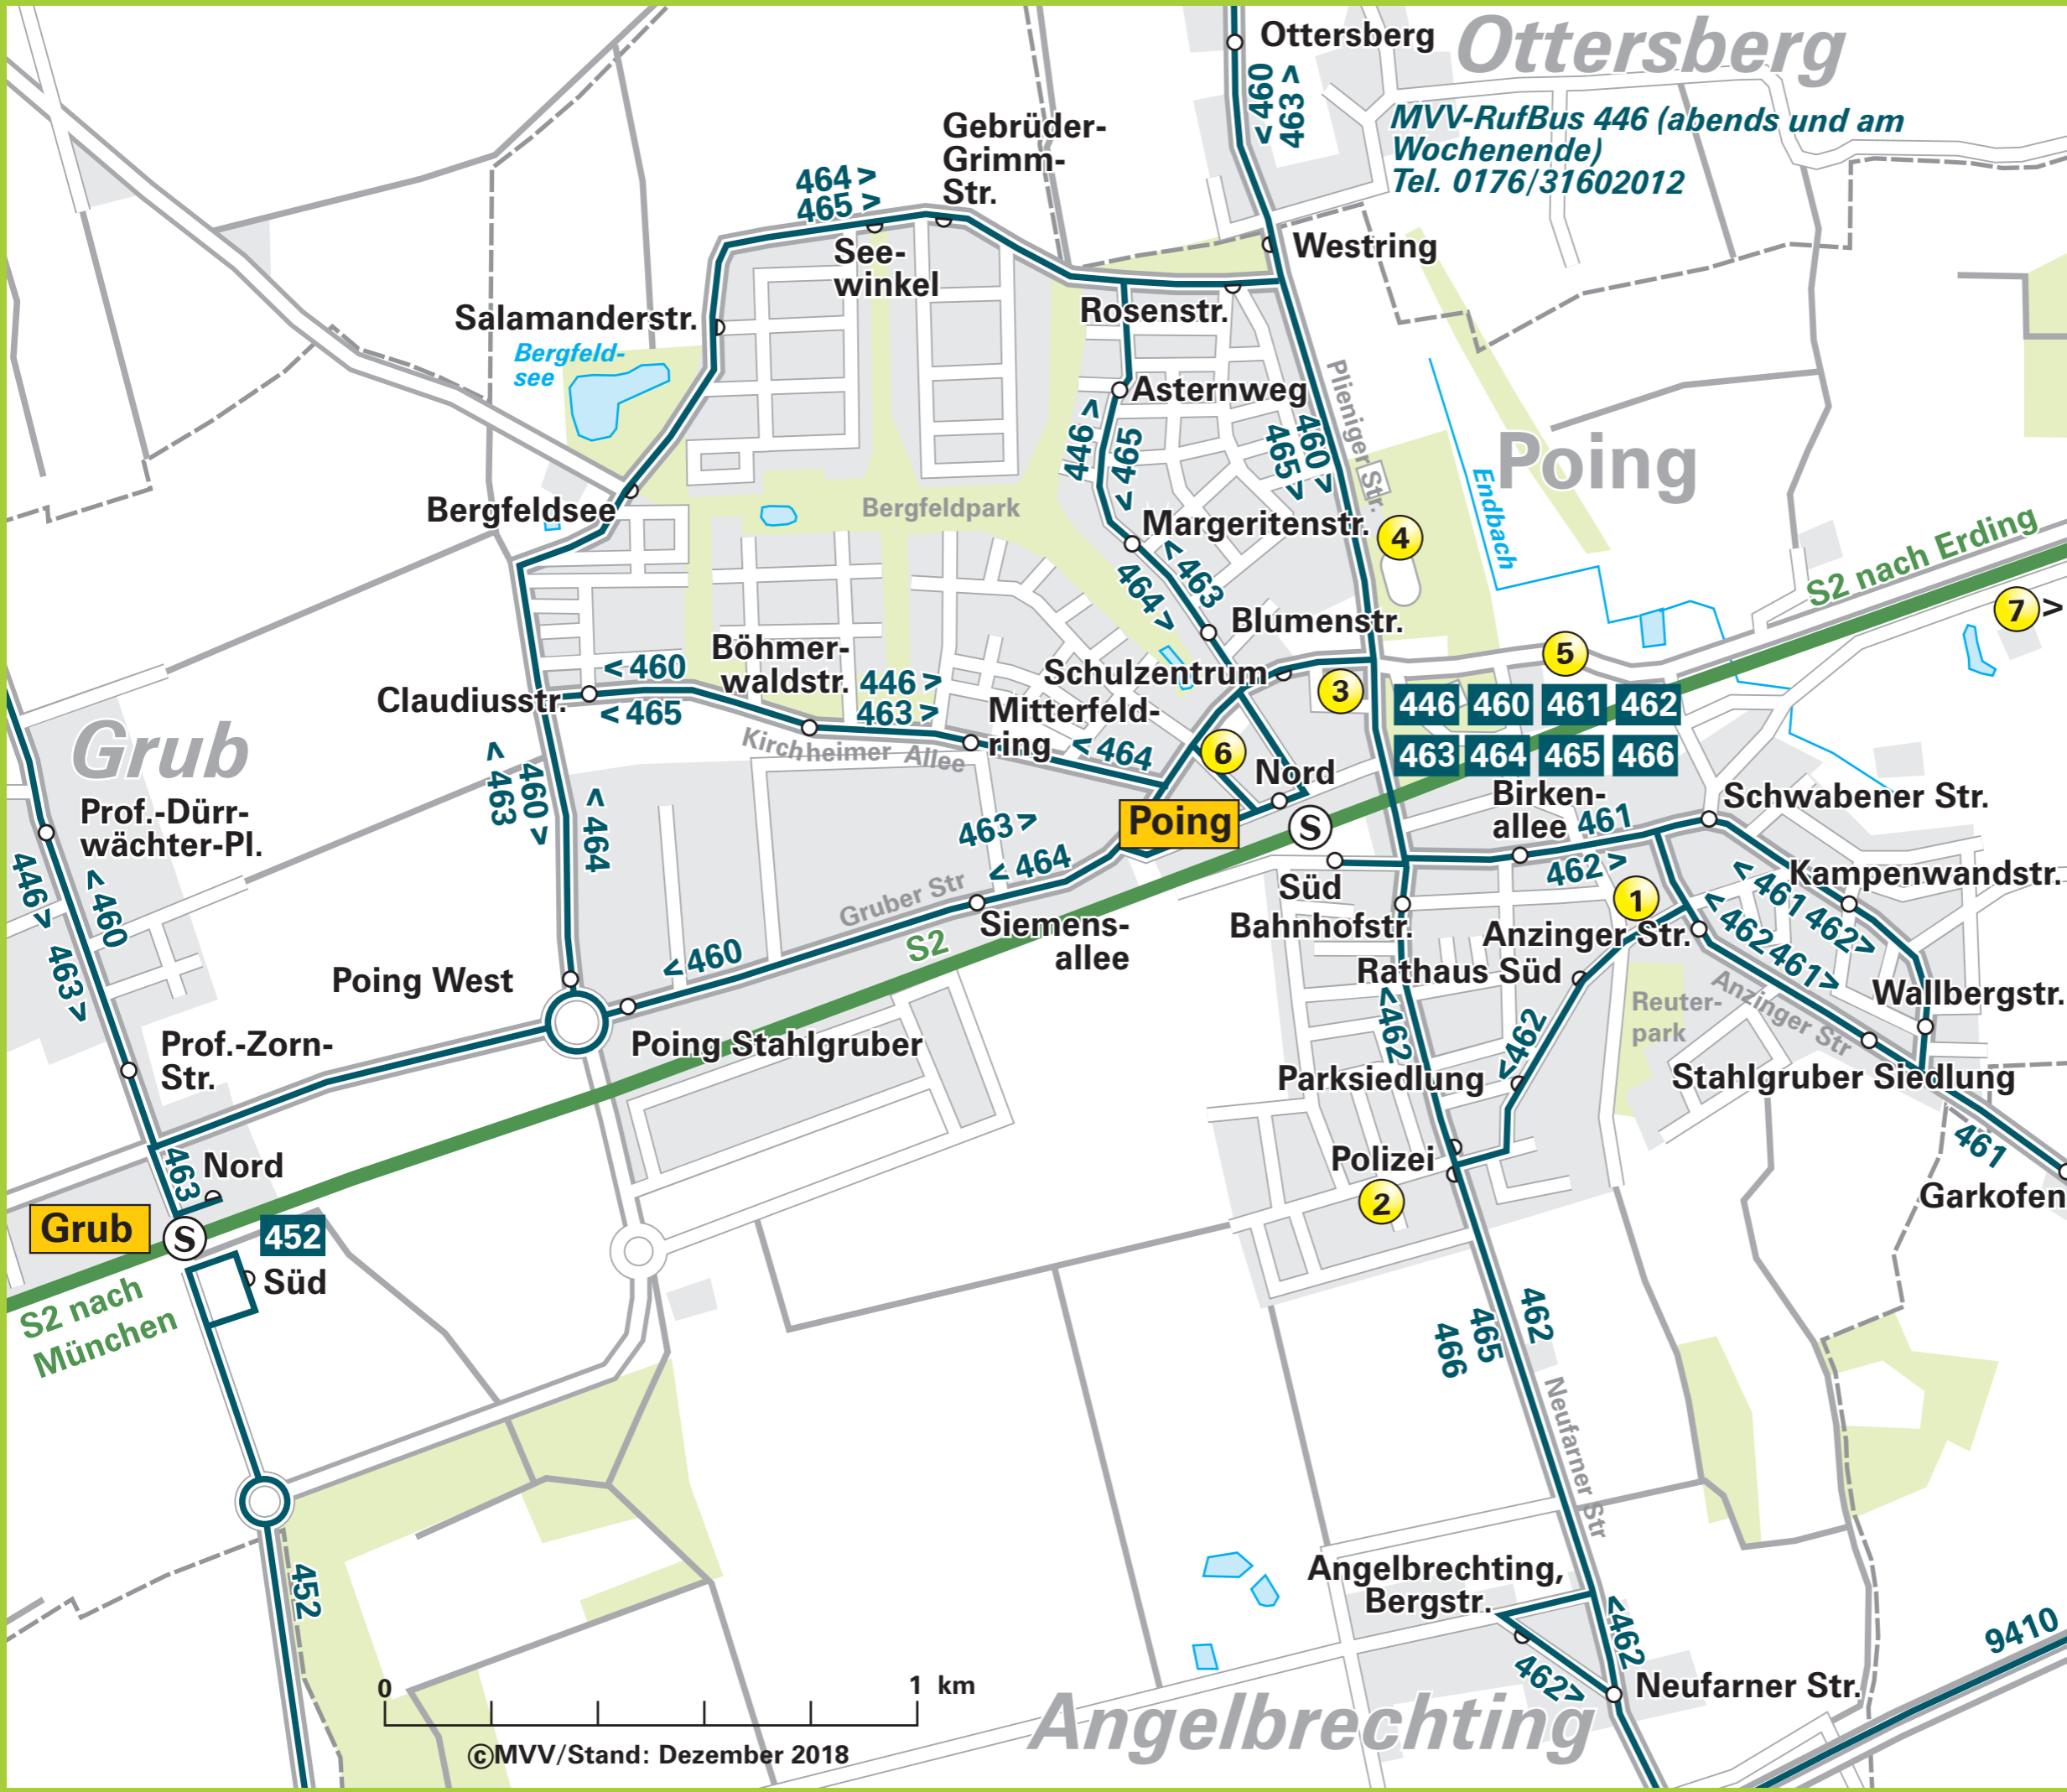 Ottersberg
Ottersberg
<460
463>
MVV-RufBus 446 (abends und am
Wochenende)
Tel. 0176/31602012
Gebrüder-
Grimm-
Str.
464>
465>
See-
winkel
Westring
Salamanderstr.
Rosenstr.
Bergfeld-
see
Asternweg
Plieniger Str.
446>
<465
460>
465>
Poing
Endbach
Bergfeldsee
Bergfeldpark
Margeritenstr.
4
S2 nach Erding
<463
464>
7 >
Blumenstr.
Böhmer-
waldstr.
<460
Schulzentrum
5
Claudiusstr.
<465
446>
463>
3
Mitterfeld-
ring
446 460 461 462
463 464 465 466
Grub
Kirchheimer Allee
<464
6
Nord
<463
460>
<464
Prof.-Dürr-
wächter-Pl.
Birken-
allee
461
Schwabener Str.
Poing
S
463>
<464
462>
Süd
Kampenwandstr.
446>
<460
463>
Gruber Str
Siemens-
allee
Bahnhofstr.
1
<461
462>
Anzinger Str.
<462
461>
S2
<460
Poing West
Rathaus Süd
Reuter-
park
Anzinger Str
Wallbergstr.
Poing Stahlgruber
<462
<462
Prof.-Zorn-
Str.
Parksiedlung
Stahlgruber Siedlung
463
Nord
Polizei
461
Garkofen
2
Grub
S
452
Süd
S2 nach
München
462
465
466
Neufarner Str
452
Angelbrechting,
Bergstr.
<462
462>
9410
Neufarner Str.
0
1 km
Angelbrechting
©MVV/Stand: Dezember 2018